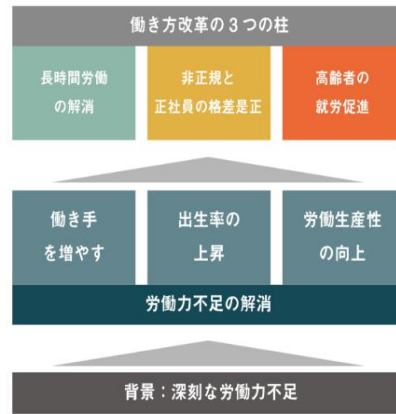 働き方改革の3つの柱
長時間労働
の解消
非正規と
正社員の格差是正
高齢者の
就労促進
働き手
を増やす
出生率の
上昇
労働生産性
の向上
労働力不足の解消
背景：深刻な労働力不足